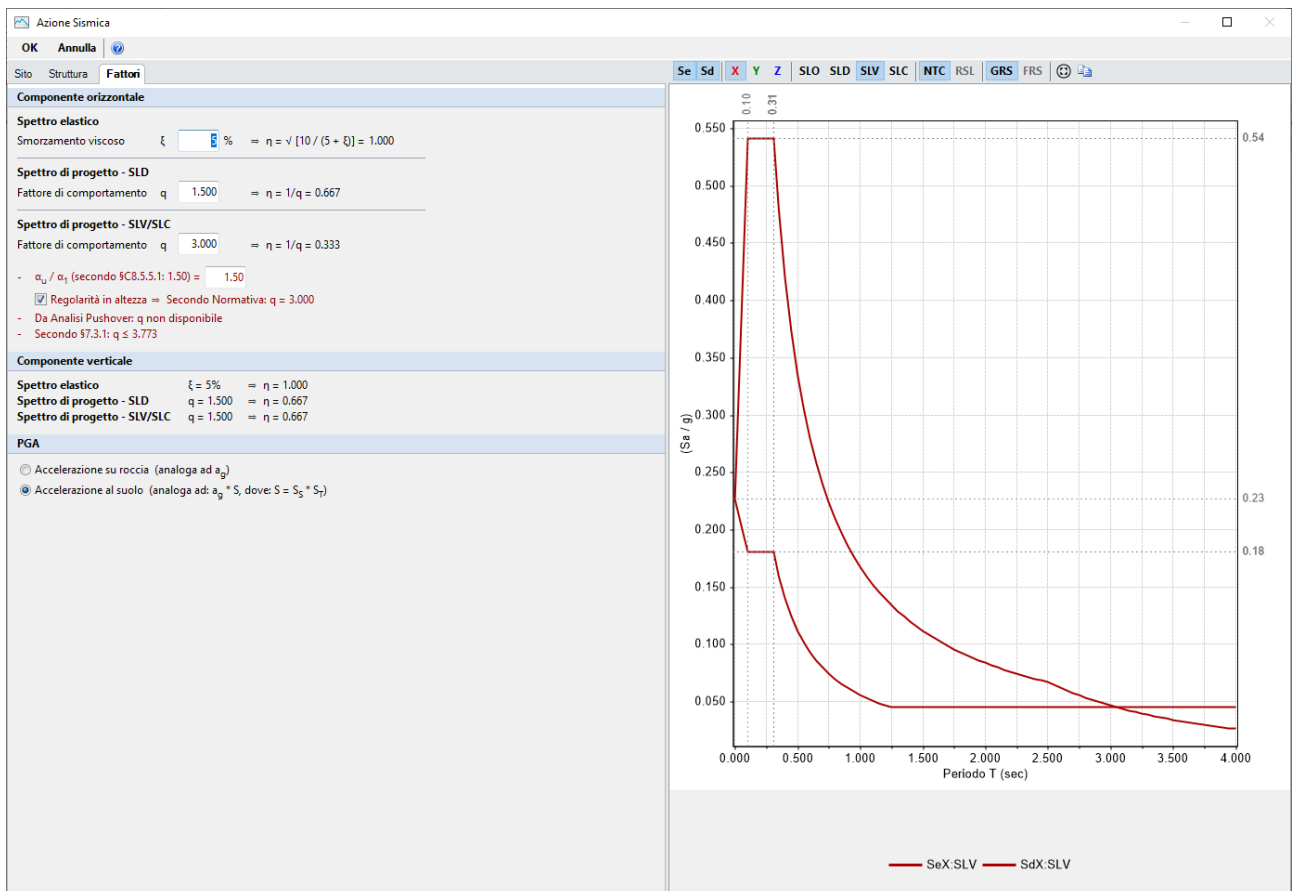 Azione Sismica
OK Annulla
Sito Struttura Fattori
Componente orizzontale
Spettro elastico
Smorzamento viscoso ξ 5 % ⇒ η = √ [10 / (5 + ξ)] = 1.000
Spettro di progetto - SLD
Fattore di comportamento q 1.500 ⇒ η = 1/q = 0.667
Spettro di progetto - SLV/SLC
Fattore di comportamento q 3.000 ⇒ η = 1/q = 0.333
- αu / α1 (secondo §C8.5.5.1: 1.50) = 1.50
Regolarità in altezza ⇒ Secondo Normativa: q = 3.000
- Da Analisi Pushover: q non disponibile
- Secondo §7.3.1: q ≤ 3.773
Componente verticale
Spettro elastico ξ = 5% ⇒ η = 1.000
Spettro di progetto - SLD q = 1.500 ⇒ η = 0.667
Spettro di progetto - SLV/SLC q = 1.500 ⇒ η = 0.667
PGA
Accelerazione su roccia (analoga ad ag)
Accelerazione al suolo (analoga ad: ag * S, dove: S = SS * ST)
Se Sd X Y Z SLO SLD SLV SLC NTC RSL GRS FRS
0.10 0.31
0.550
0.54
0.500
0.450
0.400
0.350
0.300
0.250
0.23
0.200
0.18
0.150
0.100
0.050
(Sa / g)
0.000 0.500 1.000 1.500 2.000 2.500 3.000 3.500 4.000
Periodo T (sec)
SeX:SLV SdX:SLV